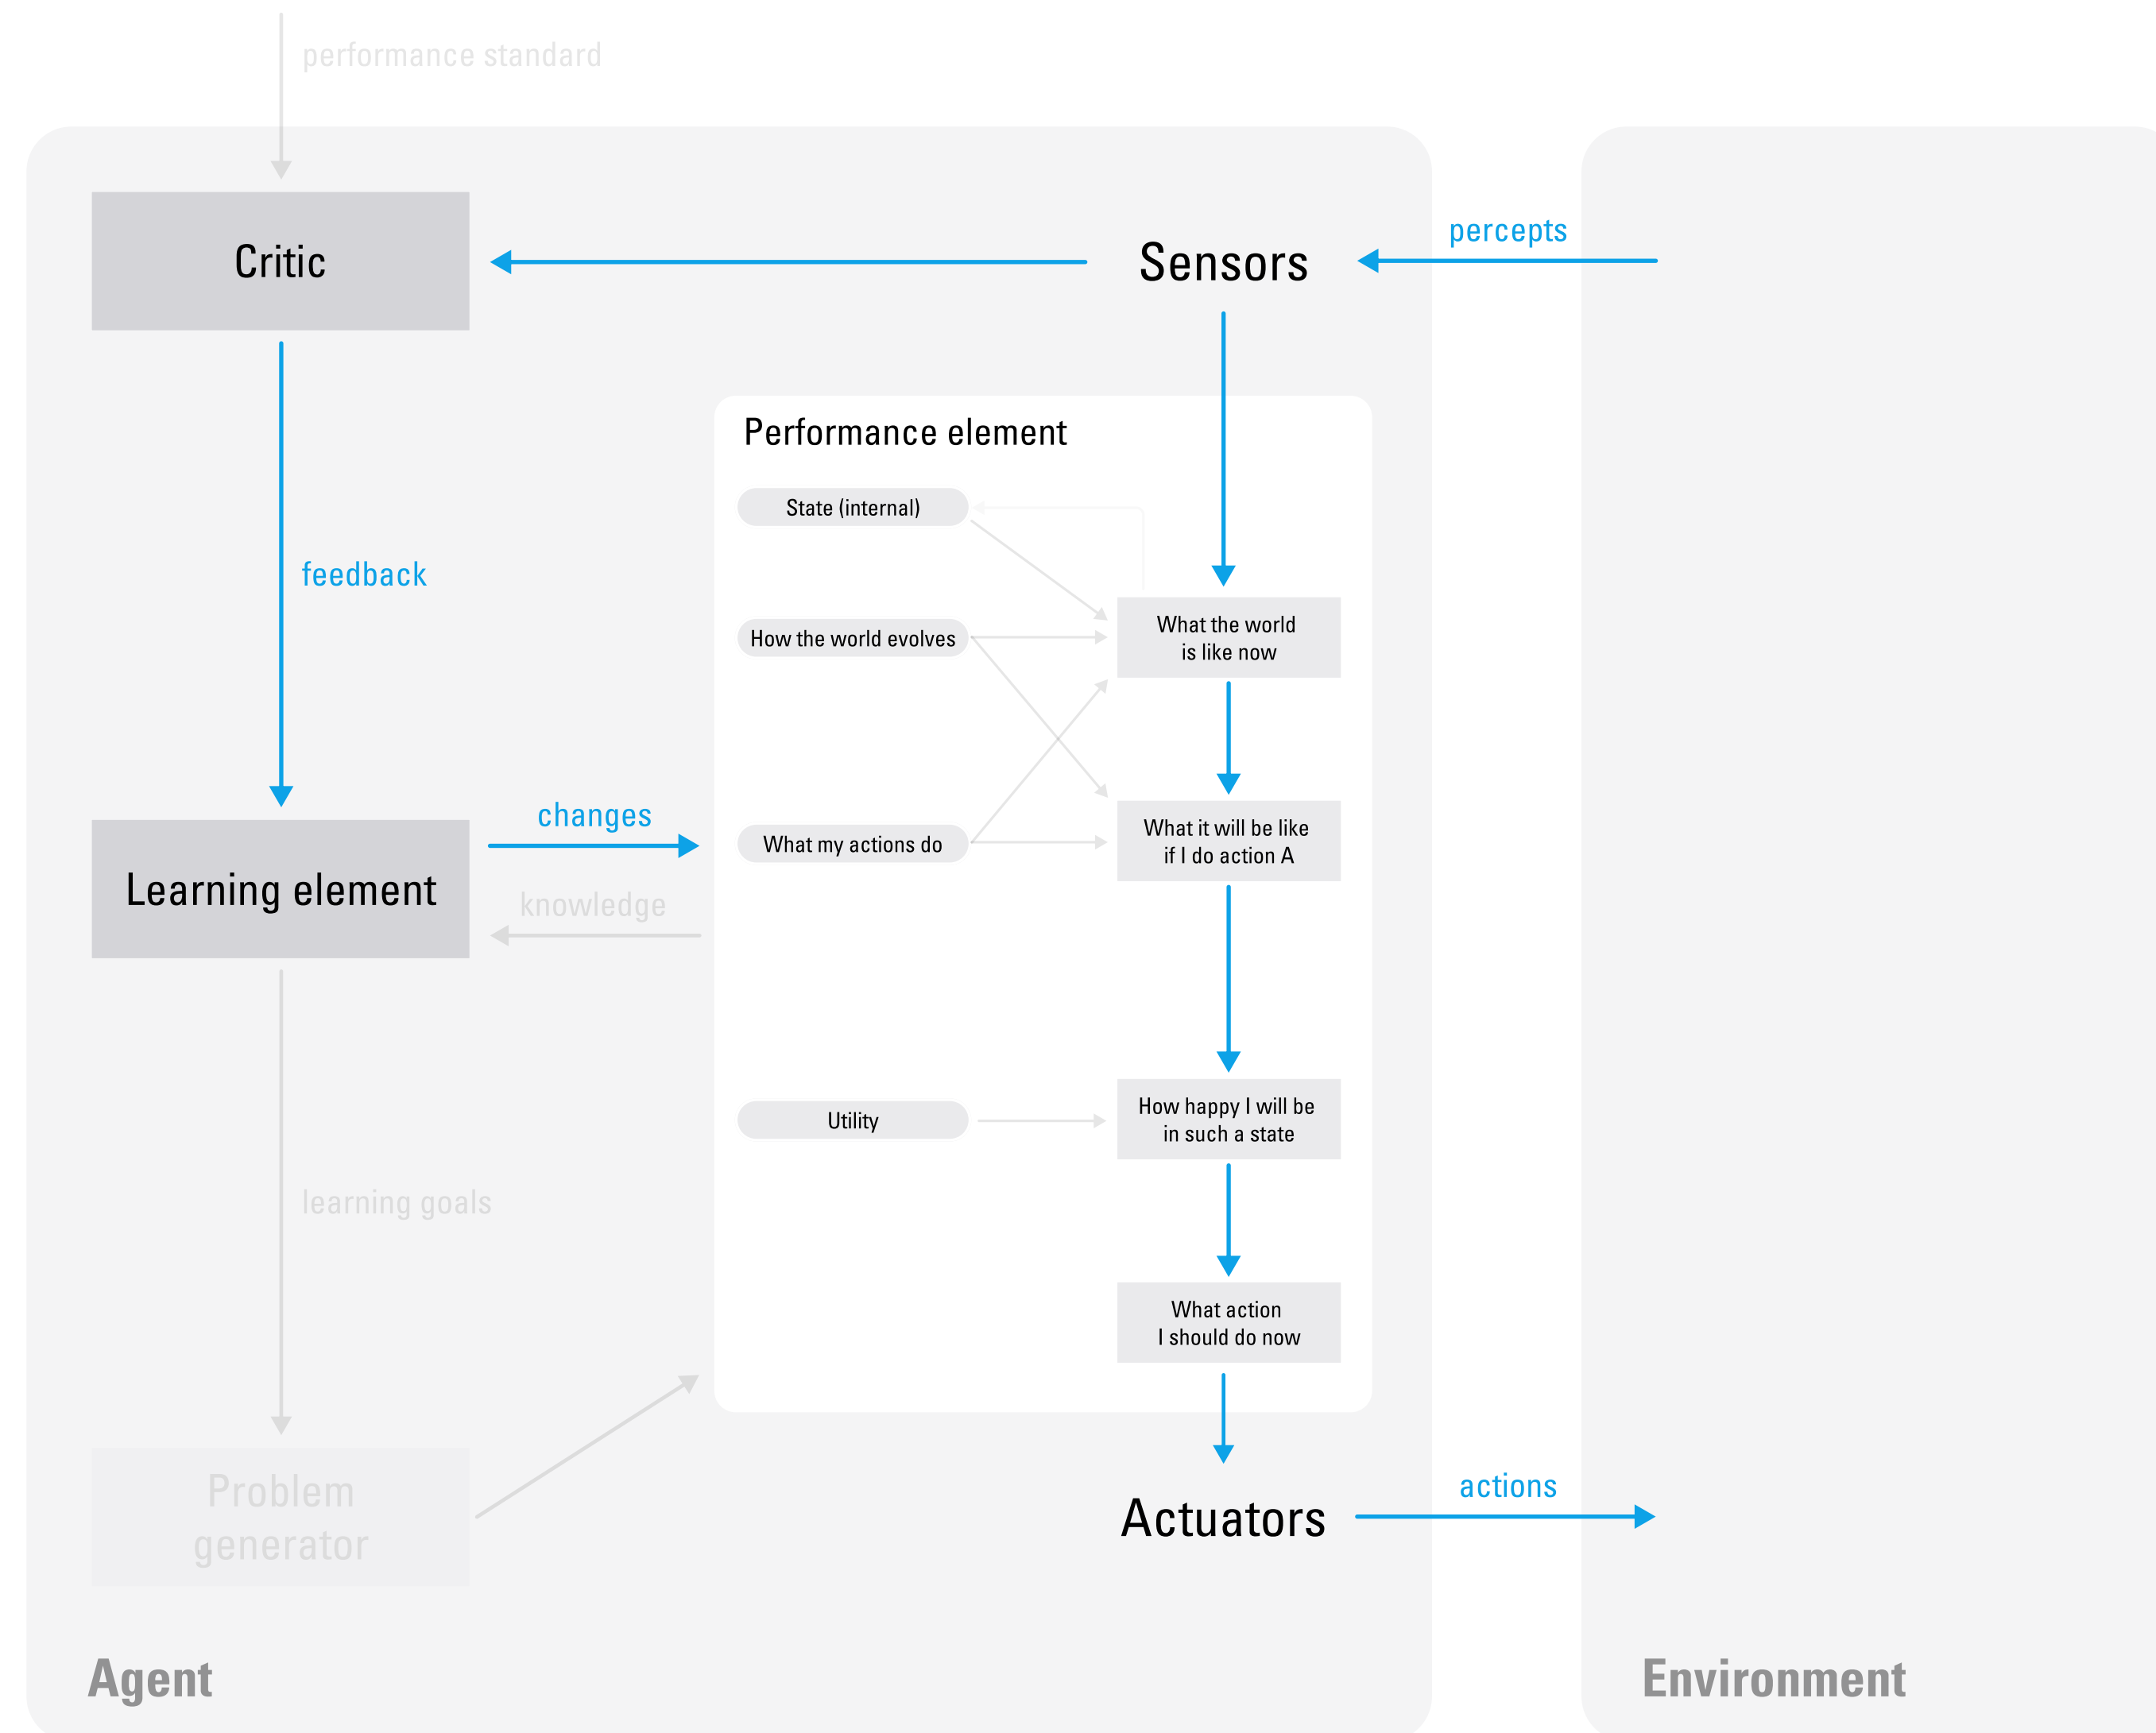 performance standard
Critic
Sensors
percepts
Performance element
State (internal)
feedback
How the world evolves
What the world
is like now
changes
What my actions do
What it will be like
if I do action A
Learning element
knowledge
Utility
How happy I will be
in such a state
learning goals
What action
I should do now
Problem
generator
Actuators
actions
Agent
Environment